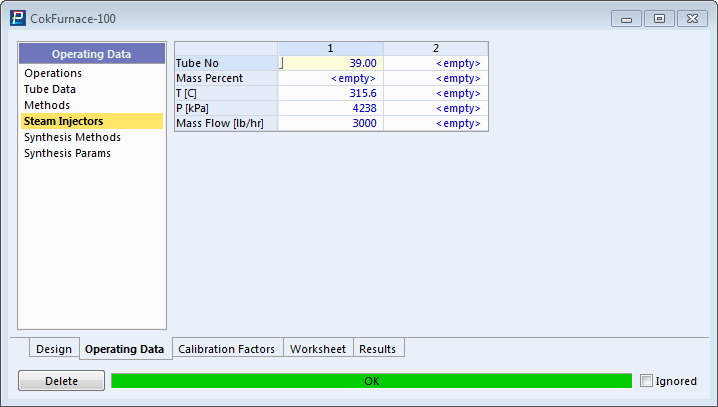 CokFurnace-100
Operating Data
Operations
Tube Data
Methods
Steam Injectors
Synthesis Methods
Synthesis Params
1 2
Tube No 39.00 <empty>
Mass Percent <empty> <empty>
T [C] 315.6 <empty>
P [kPa] 4238 <empty>
Mass Flow [lb/hr] 3000 <empty>
Design Operating Data Calibration Factors Worksheet Results
Delete OK Ignored